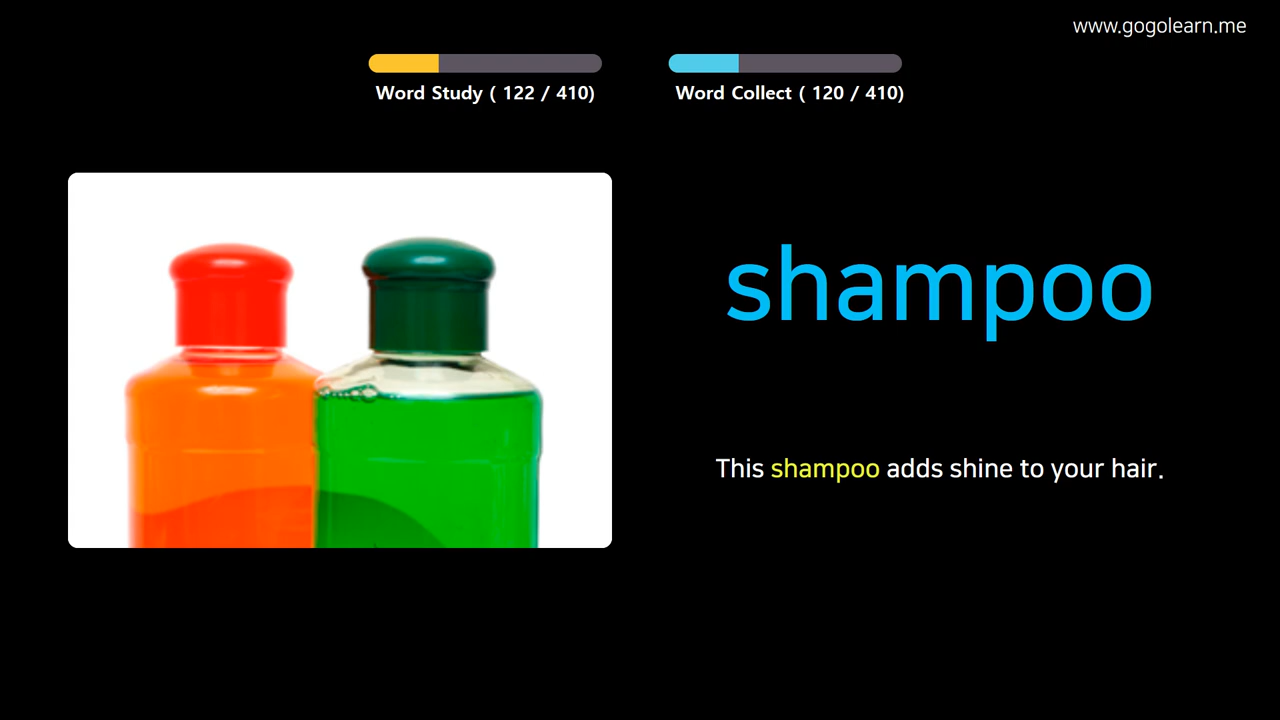 www.gogolearn.me
Word Study ( 122 / 410)
Word Collect ( 120 / 410)
shampoo
This shampoo adds shine to your hair.